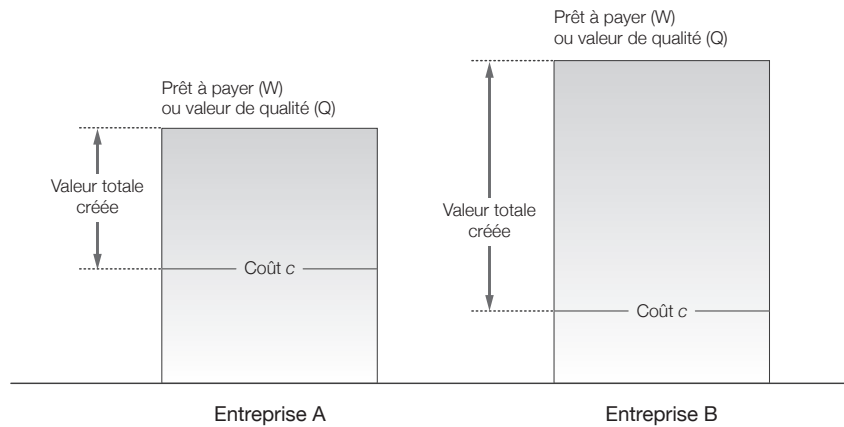 Prêt à payer (W)
ou valeur de qualité (Q)
Valeur totale
créée
Coût c
Entreprise A
Prêt à payer (W)
ou valeur de qualité (Q)
Valeur totale
créée
Coût c
Entreprise B